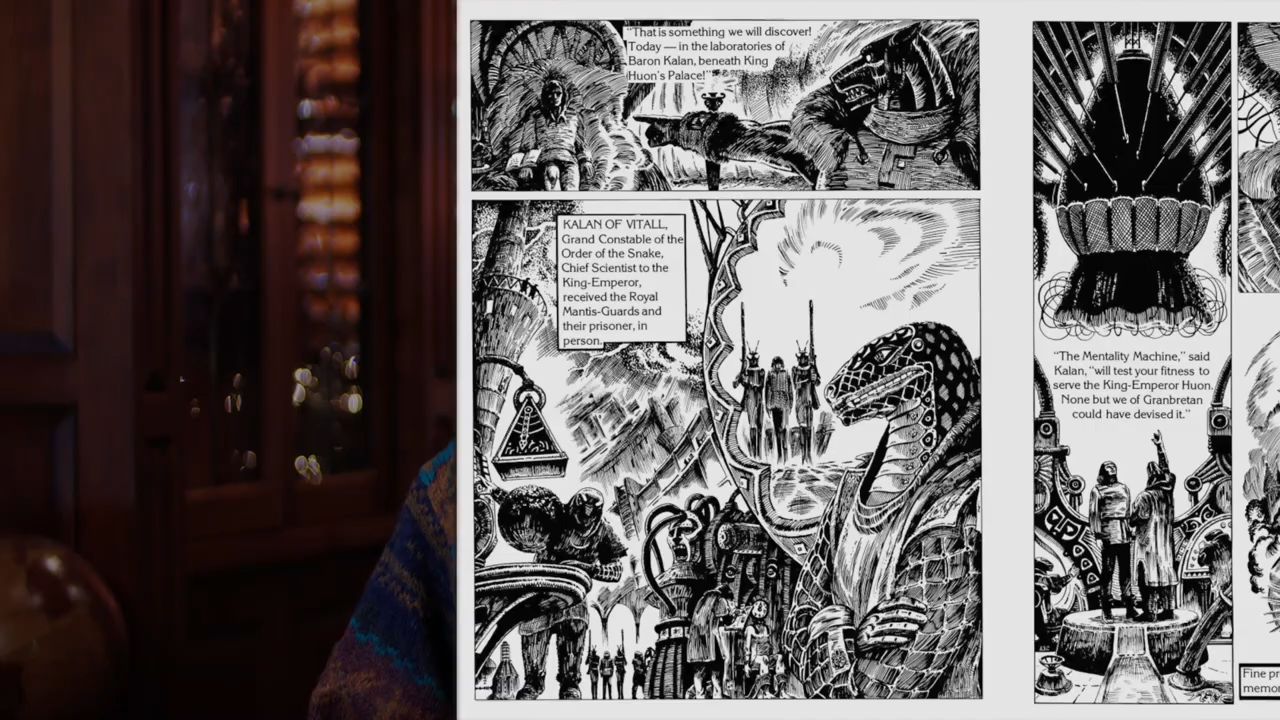 "That is something we will discover!
Today — in the laboratories of
Baron Kalan, beneath King
Huon's Palace!"
KALAN OF VITALL,
Grand Constable of the
Order of the Snake,
Chief Scientist to the
King-Emperor,
received the Royal
Mantis-Guards and
their prisoner, in
person.
"The Mentality Machine," said
Kalan, "will test your fitness to
serve the King-Emperor Huon.
None but we of Granbretan
could have devised it."
Fine